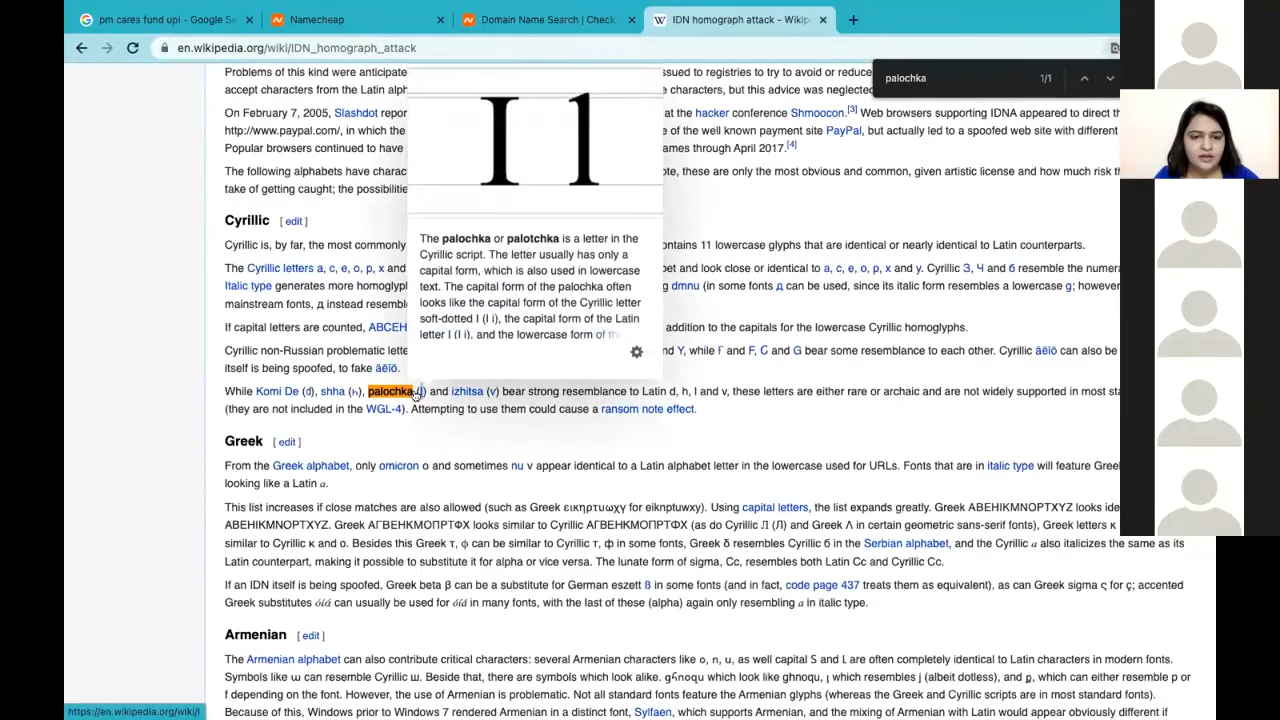 pm cares fund upi - Google Se
Namecheap
Domain Name Search | Check
IDN homograph attack - Wikip
en.wikipedia.org/wiki/IDN_homograph_attack
palochka 1/1
Problems of this kind were anticipate
ssued to registries to try to avoid or reduce
accept characters from the Latin alph
characters, but this advice was neglected
On February 7, 2005, Slashdot repor
at the hacker conference Shmoocon.[3] Web browsers supporting IDNA appeared to direct th
http://www.paypal.com/, in which the
e of the well known payment site PayPal, but actually led to a spoofed web site with different
Popular browsers continued to have
ames through April 2017.[4]
The following alphabets have charac
ote, these are only the most obvious and common, given artistic license and how much risk th
take of getting caught; the possibilitie
Ӏ ӏ
The palochka or palotchka is a letter in the
Cyrillic script. The letter usually has only a
capital form, which is also used in lowercase
text. The capital form of the palochka often
looks like the capital form of the Cyrillic letter
soft-dotted I (І і), the capital form of the Latin
letter I (I i), and the lowercase form of th
Cyrillic [ edit ]
Cyrillic is, by far, the most commonly
ontains 11 lowercase glyphs that are identical or nearly identical to Latin counterparts.
The Cyrillic letters а, с, е, о, р, х and
et and look close or identical to a, c, e, o, p, x and y. Cyrillic З, Ч and б resemble the numera
Italic type generates more homoglyp
g dmnu (in some fonts д can be used, since its italic form resembles a lowercase g; however
mainstream fonts, д instead resembl
If capital letters are counted, АВСЕН
addition to the capitals for the lowercase Cyrillic homoglyphs.
Cyrillic non-Russian problematic lette
nd Y, while ғ and F, Ԍ and G bear some resemblance to each other. Cyrillic ӓёїӧ can also be
itself is being spoofed, to fake äëïö.
While Komi De (ԁ), shha (һ), palochka (ӏ) and izhitsa (ѵ) bear strong resemblance to Latin d, h, l and v, these letters are either rare or archaic and are not widely supported in most sta
(they are not included in the WGL-4). Attempting to use them could cause a ransom note effect.
Greek [ edit ]
From the Greek alphabet, only omicron ο and sometimes nu ν appear identical to a Latin alphabet letter in the lowercase used for URLs. Fonts that are in italic type will feature Gree
looking like a Latin a.
This list increases if close matches are also allowed (such as Greek εικηρτυωχγ for eiknptuwxy). Using capital letters, the list expands greatly. Greek ΑΒΕΗΙΚΜΝΟΡΤΧΥΖ looks ide
ABEHIKMNOPTXYZ. Greek ΑΓΒΕΗΚΜΟΠΡΤΦΧ looks similar to Cyrillic АГВЕНКМОПРТФХ (as do Cyrillic Л (Л) and Greek Λ in certain geometric sans-serif fonts), Greek letters κ
similar to Cyrillic к and о. Besides this Greek τ, φ can be similar to Cyrillic т, ф in some fonts, Greek δ resembles Cyrillic б in the Serbian alphabet, and the Cyrillic а also italicizes the same as its
Latin counterpart, making it possible to substitute it for alpha or vice versa. The lunate form of sigma, Ϲϲ, resembles both Latin Cc and Cyrillic Сс.
If an IDN itself is being spoofed, Greek beta β can be a substitute for German eszett ß in some fonts (and in fact, code page 437 treats them as equivalent), as can Greek sigma ς for ç; accented
Greek substitutes όίά can usually be used for óíá in many fonts, with the last of these (alpha) again only resembling a in italic type.
Armenian [ edit ]
The Armenian alphabet can also contribute critical characters: several Armenian characters like օ, ո, ս, as well capital Տ and Լ are often completely identical to Latin characters in modern fonts.
Symbols like ա can resemble Cyrillic ш. Beside that, there are symbols which look alike. ցհոօզս which look like ghnoqu, յ which resembles j (albeit dotless), and ք, which can either resemble p or
f depending on the font. However, the use of Armenian is problematic. Not all standard fonts feature the Armenian glyphs (whereas the Greek and Cyrillic scripts are in most standard fonts).
Because of this, Windows prior to Windows 7 rendered Armenian in a distinct font, Sylfaen, which supports Armenian, and the mixing of Armenian with Latin would appear obviously different if
https://en.wikipedia.org/wiki/I